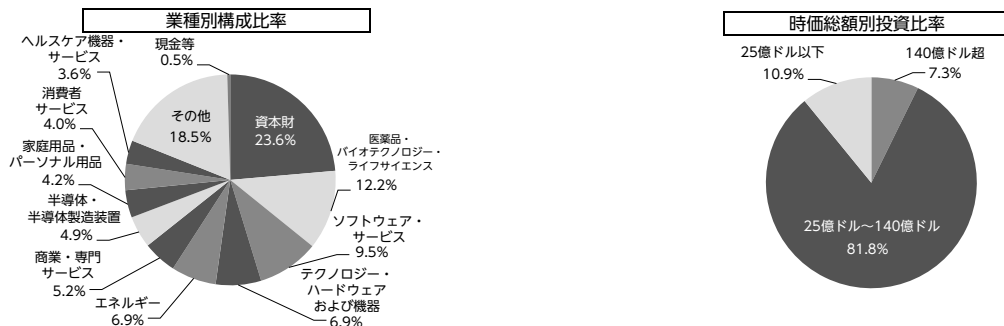 業種別構成比率
ヘルスケア機器・
サービス
3.6%
現金等
0.5%
その他
18.5%
資本財
23.6%
医薬品・
バイオテクノロジー・
ライフサイエンス
12.2%
消費者
サービス
4.0%
家庭用品・
パーソナル用品
4.2%
半導体・
半導体製造装置
4.9%
商業・専門
サービス
5.2%
エネルギー
6.9%
テクノロジー・
ハードウェア
および機器
6.9%
ソフトウェア・
サービス
9.5%
時価総額別投資比率
25億ドル以下
10.9%
140億ドル超
7.3%
25億ドル～140億ドル
81.8%